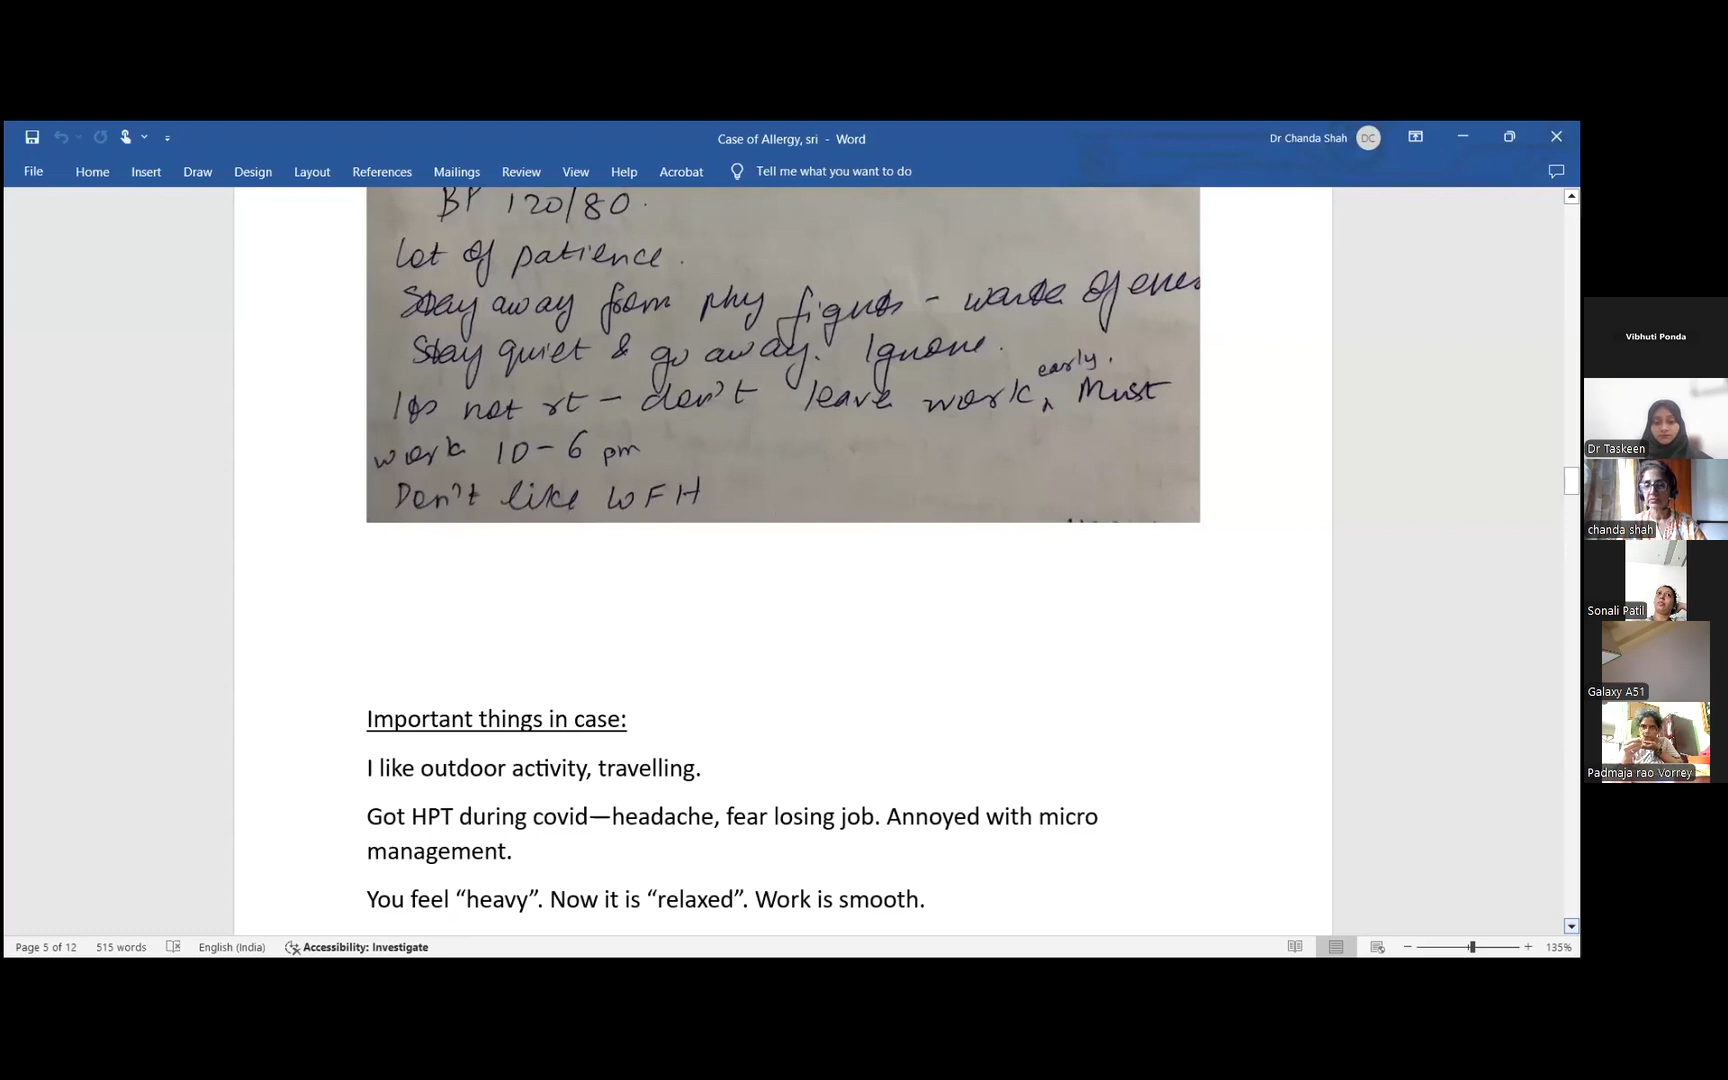 Case of Allergy, sri - Word
Dr Chanda Shah
DC
File Home Insert Draw Design Layout References Mailings Review View Help Acrobat Tell me what you want to do
BP 120/80.
Lot of patience.
Stay away from phy fights - waste of ener
Stay quiet & go away. Ignore.
early.
Its not rt - don't leave work ^ Must
work 10-6 pm
Don't like WFH
Important things in case:
I like outdoor activity, travelling.
Got HPT during covid—headache, fear losing job. Annoyed with micro
management.
You feel “heavy”. Now it is “relaxed”. Work is smooth.
Page 5 of 12 515 words English (India) Accessibility: Investigate 135%
Vibhuti Ponda
Dr Taskeen
chanda shah
Sonali Patil
Galaxy A51
Padmaja rao Vorrey